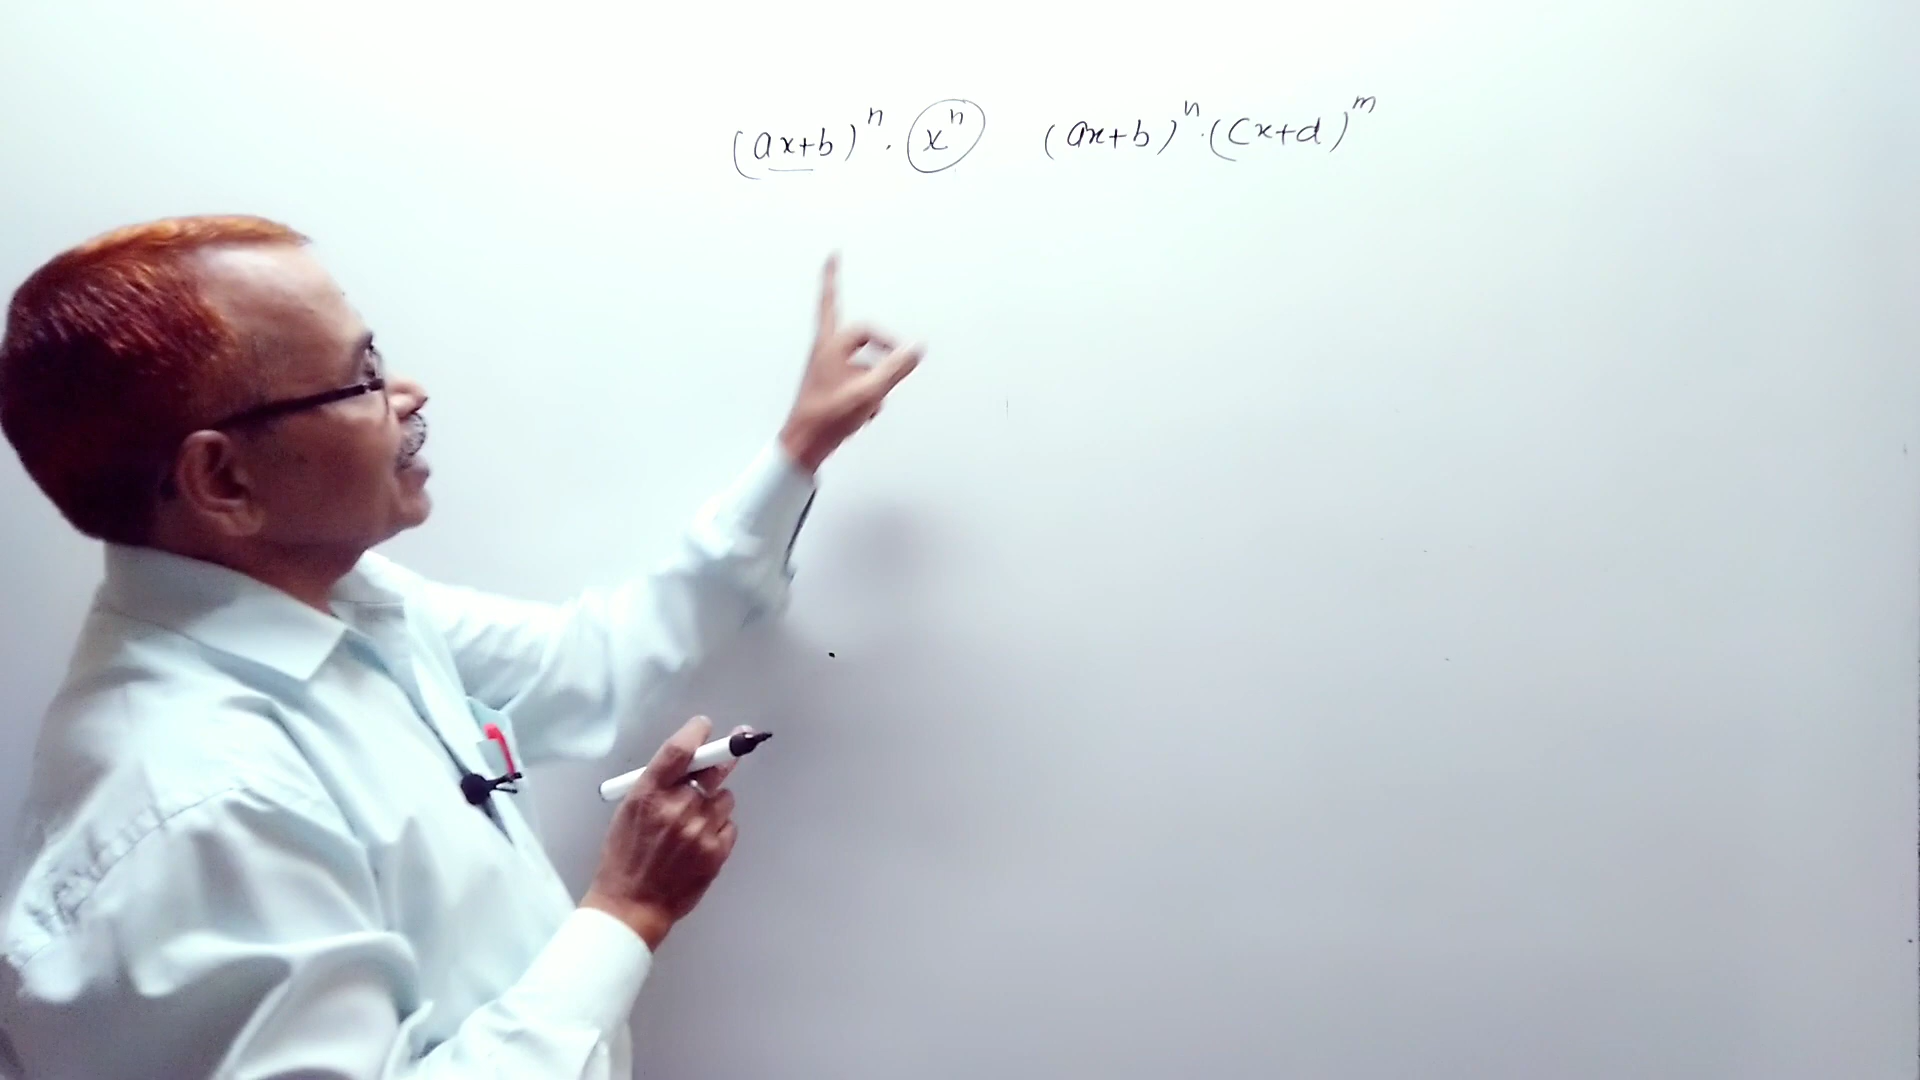 (ax+b)ⁿ · xⁿ (ax+b)ⁿ · (cx+d)ᵐ